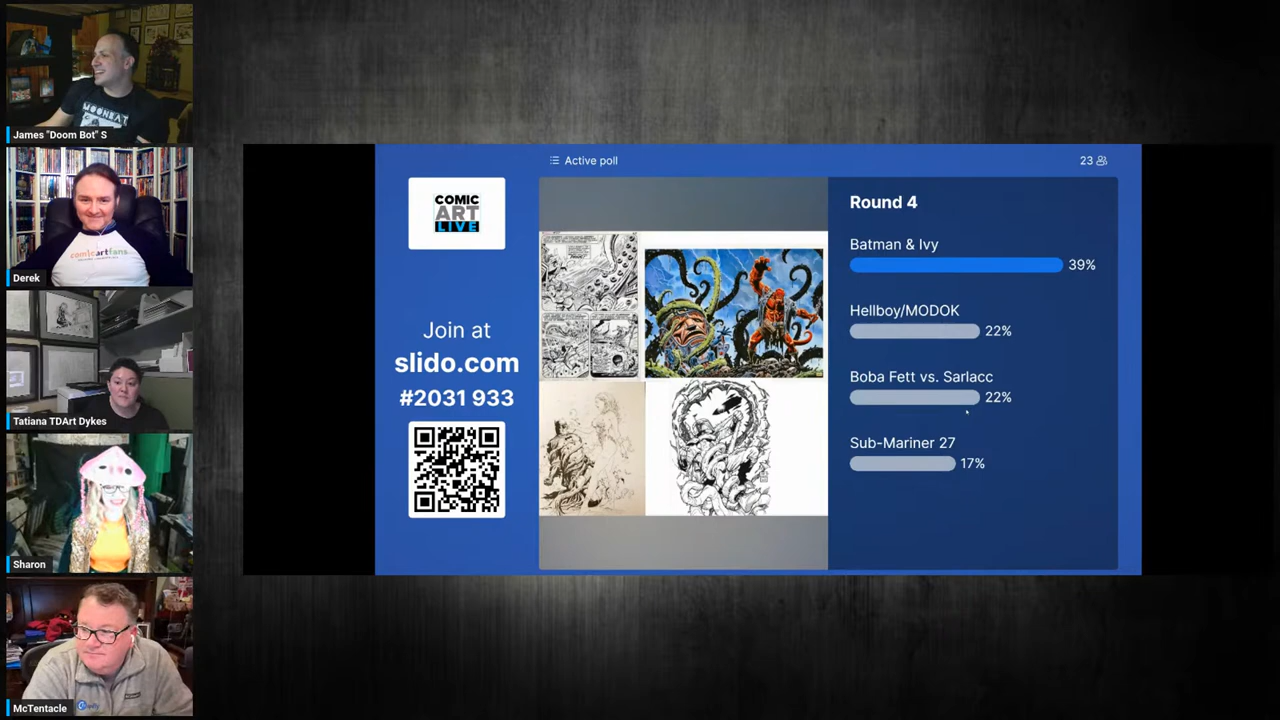 MOONBAT
James "Doom Bot" S
comicartfans
Derek
Tatiana TDArt Dykes
Sharon
McTentacle
COMIC
ART
LIVE
Join at
slido.com
#2031 933
Active poll
23
Round 4
Batman & Ivy
39%
Hellboy/MODOK
22%
Boba Fett vs. Sarlacc
22%
Sub-Mariner 27
17%